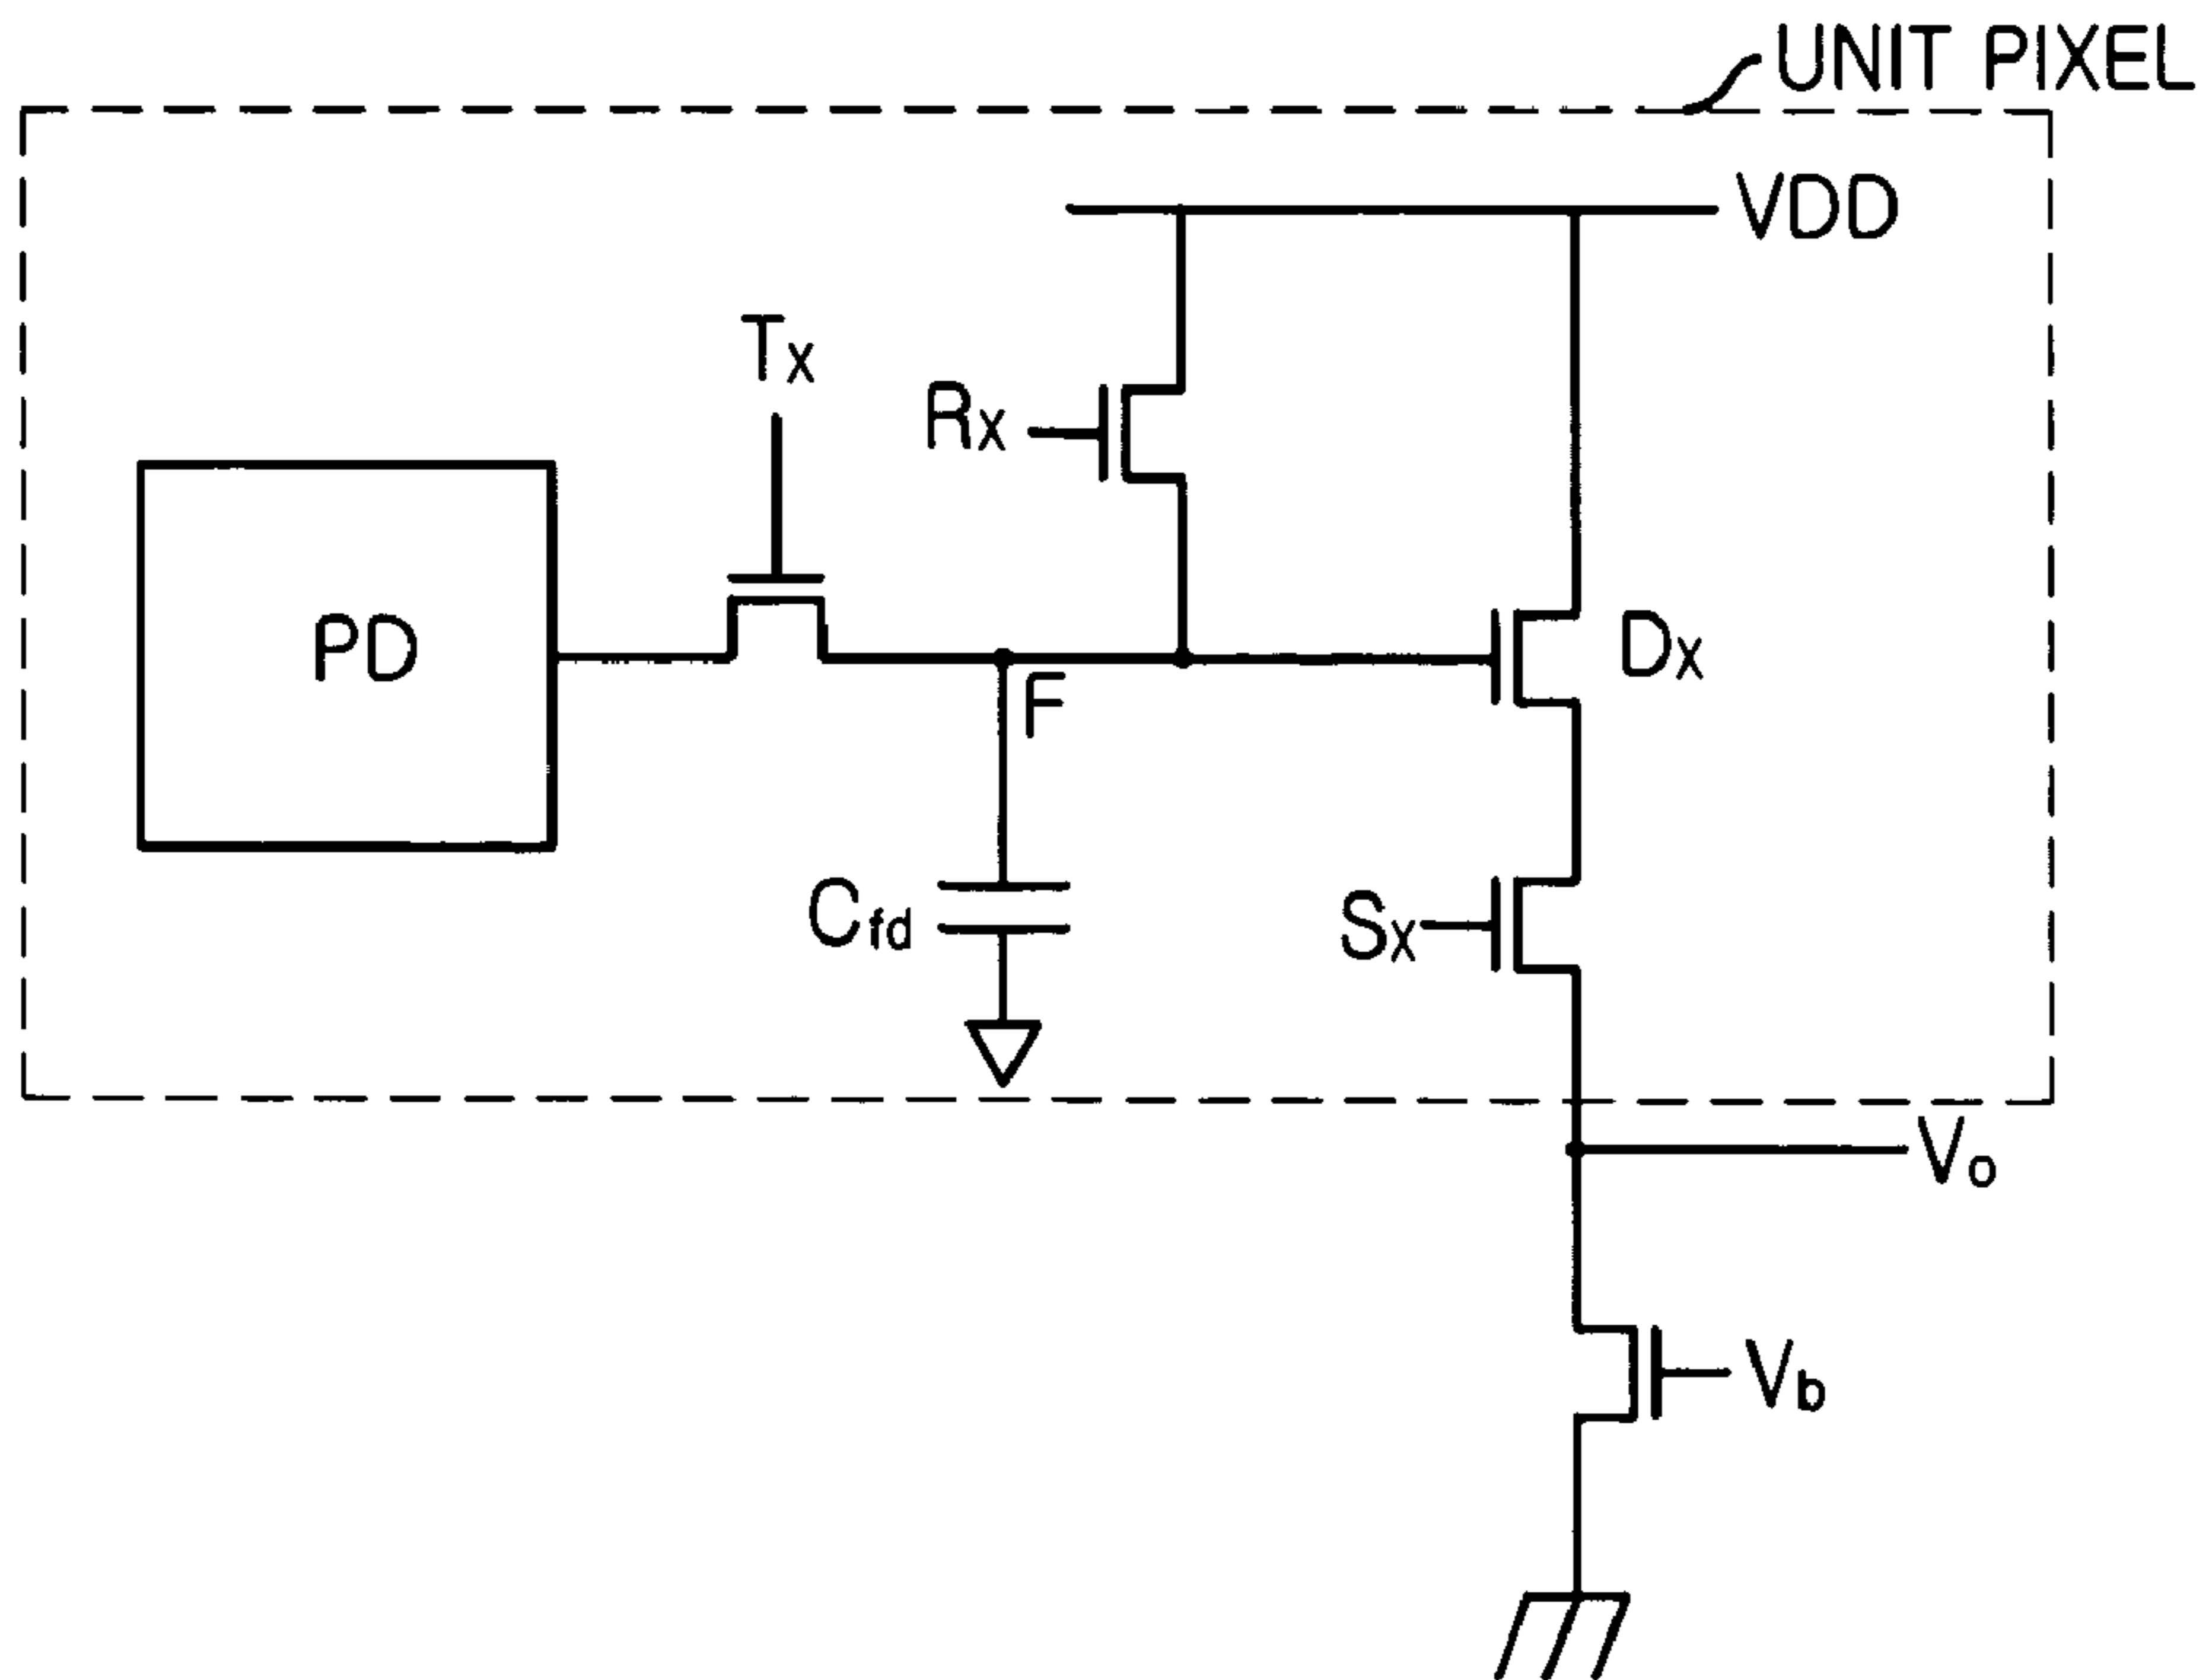 UNIT PIXEL
VDD
Tx
Rx
PD
F
Dx
Cfd
Sx
Vo
Vb